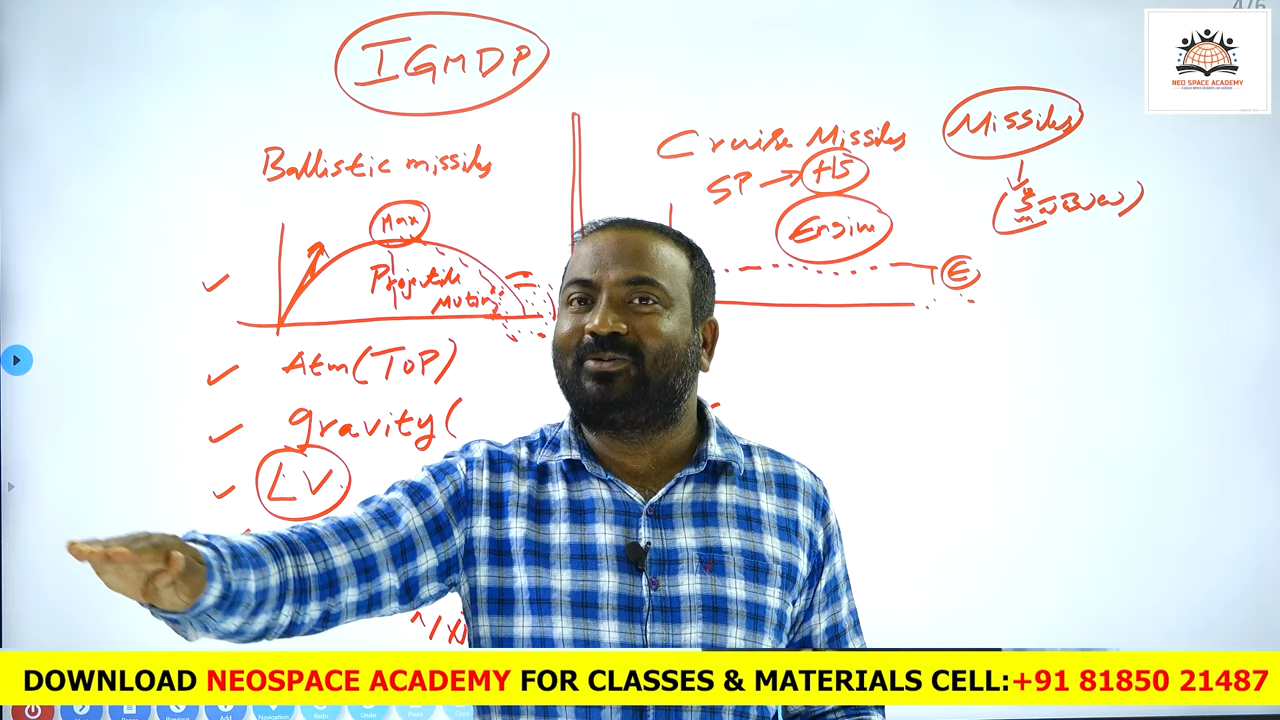 IGMDP
NEO SPACE ACADEMY
Missiles
Cruise Missiles
SP → HS
Engine
(క్షిపణులు)
E
Ballistic missiles
Max
Projectile
Motion
Atm (TOP)
gravity (
LV
DOWNLOAD NEOSPACE ACADEMY FOR CLASSES & MATERIALS CELL:+91 81850 21487